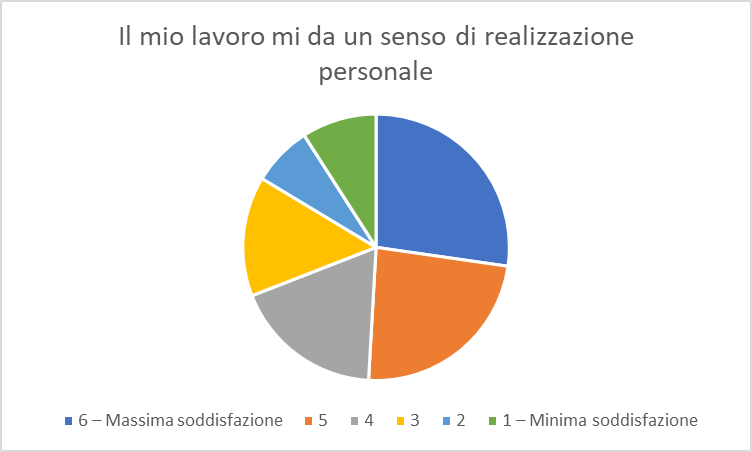 Il mio lavoro mi da un senso di realizzazione
personale
6 – Massima soddisfazione 5 4 3 2 1 – Minima soddisfazione